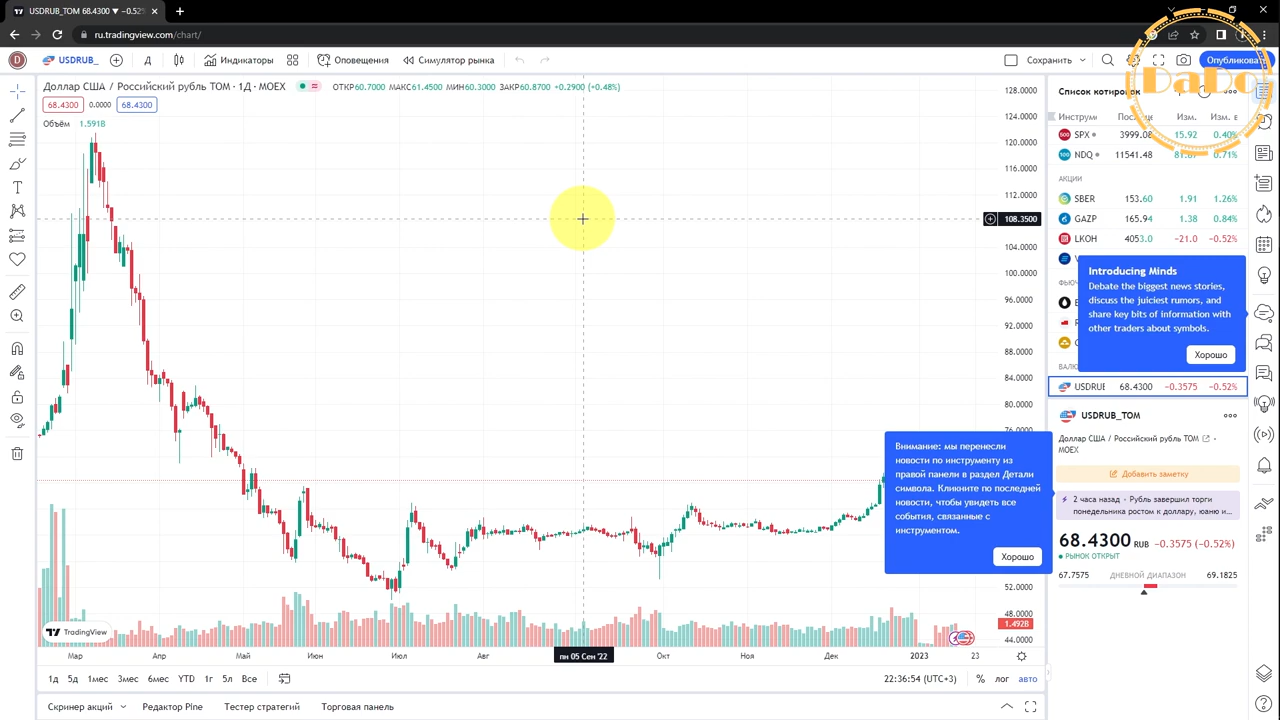 USDRUB_TOM 68.4300 ▼ −0.52%
ru.tradingview.com/chart/
D
USDRUB_
Д
Индикаторы
Оповещения
Симулятор рынка
Сохранить
Опубликова
DaDo
Доллар США / Российский рубль ТОМ · 1Д · MOEX
ОТКР60.7000 МАКС61.4500 МИН60.3000 ЗАКР60.8700 +0.2900 (+0.48%)
68.4300 0.0000 68.4300
Объём 1.591B
128.0000
124.0000
120.0000
116.0000
112.0000
108.3500
104.0000
100.0000
96.0000
92.0000
88.0000
84.0000
80.0000
76.0000
52.0000
48.0000
1.492B
44.0000
Список котировок
Инструм После Изм. Изм. в
SPX 3999.08 15.92 0.40%
NDQ 11541.48 0.71%
АКЦИИ
SBER 153.60 1.91 1.26%
GAZP 165.94 1.38 0.84%
LKOH 4053.0 −21.0 −0.52%
Introducing Minds
Debate the biggest news stories,
discuss the juiciest rumors, and
share key bits of information with
other traders about symbols.
Хорошо
USDRUE 68.4300 −0.3575 −0.52%
USDRUB_TOM
Доллар США / Российский рубль ТОМ ·
MOEX
Добавить заметку
2 часа назад · Рубль завершил торги
понедельника ростом к доллару, юаню и...
68.4300 RUB −0.3575 (−0.52%)
РЫНОК ОТКРЫТ
67.7575 ДНЕВНОЙ ДИАПАЗОН 69.1825
Внимание: мы перенесли
новости по инструменту из
правой панели в раздел Детали
символа. Кликните по последней
новости, чтобы увидеть все
события, связанные с
инструментом.
Хорошо
TradingView
Мар Апр Май Июн Июл Авг пн 05 Сен '22 Окт Ноя Дек 2023 23
1д 5д 1мес 3мес 6мес YTD 1г 5л Все
22:36:54 (UTC+3) % лог авто
Скринер акций Редактор Pine Тестер стратегий Торговая панель